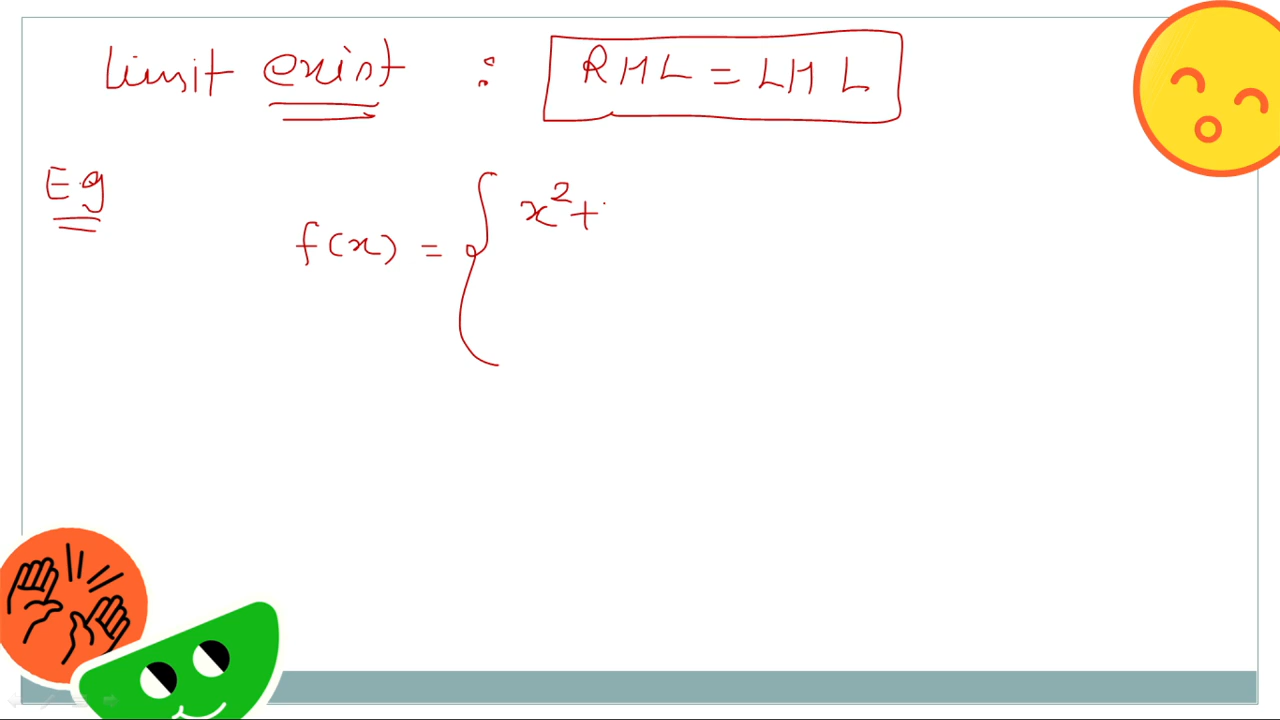 Limit exist : RHL = LHL
Eg
f(x) = { x²+